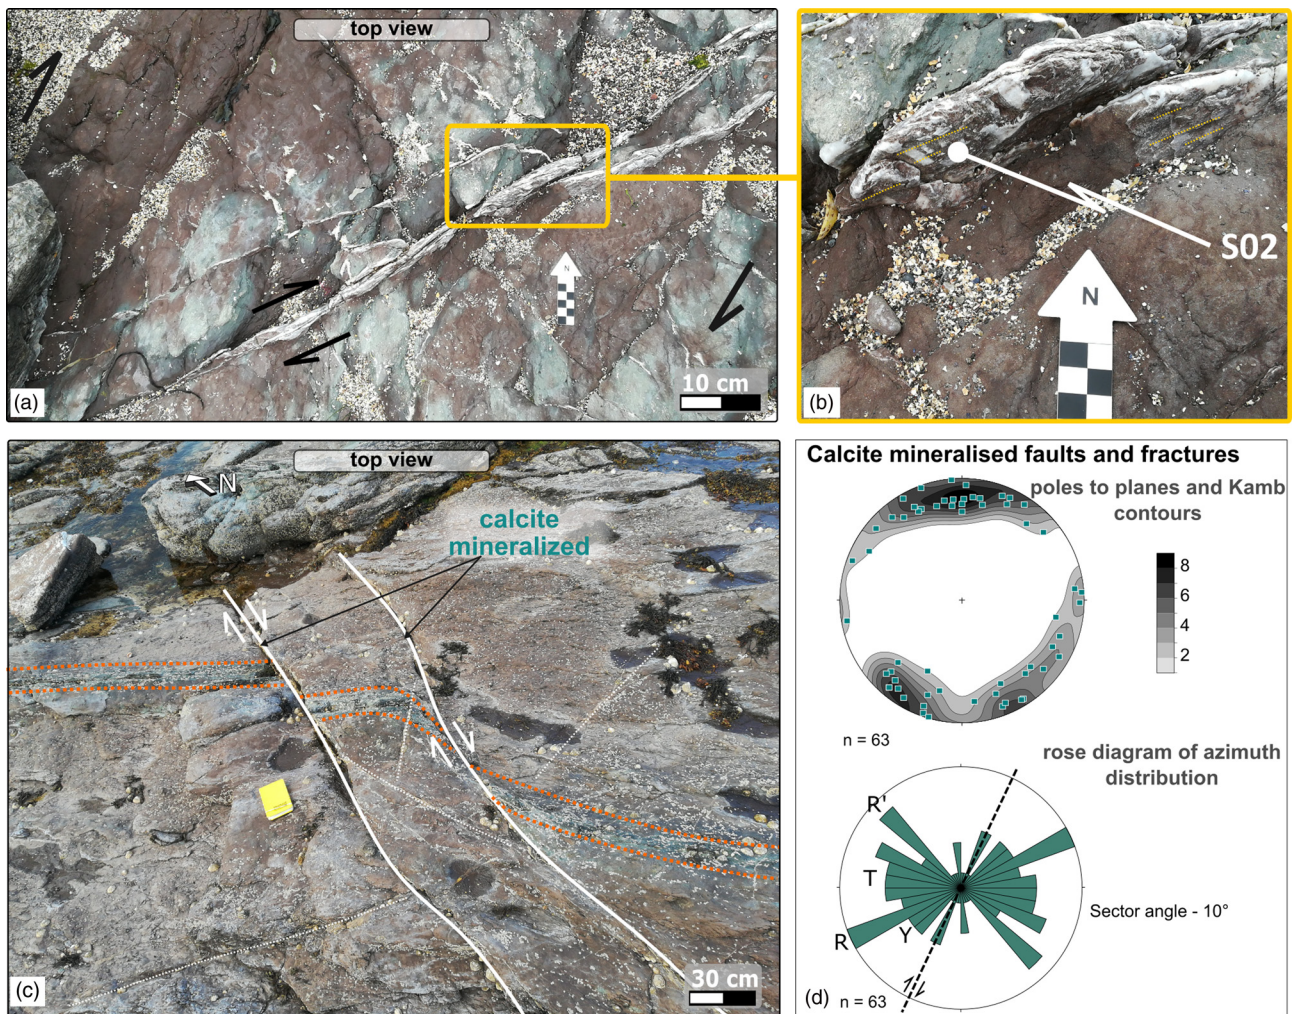 top view
N
10 cm
(a)
S02
N
(b)
top view
N
calcite
mineralized
30 cm
(c)
Calcite mineralised faults and fractures
poles to planes and Kamb
contours
8
6
4
2
n = 63
rose diagram of azimuth
distribution
R'
T
R
Y
Sector angle - 10°
(d)
n = 63